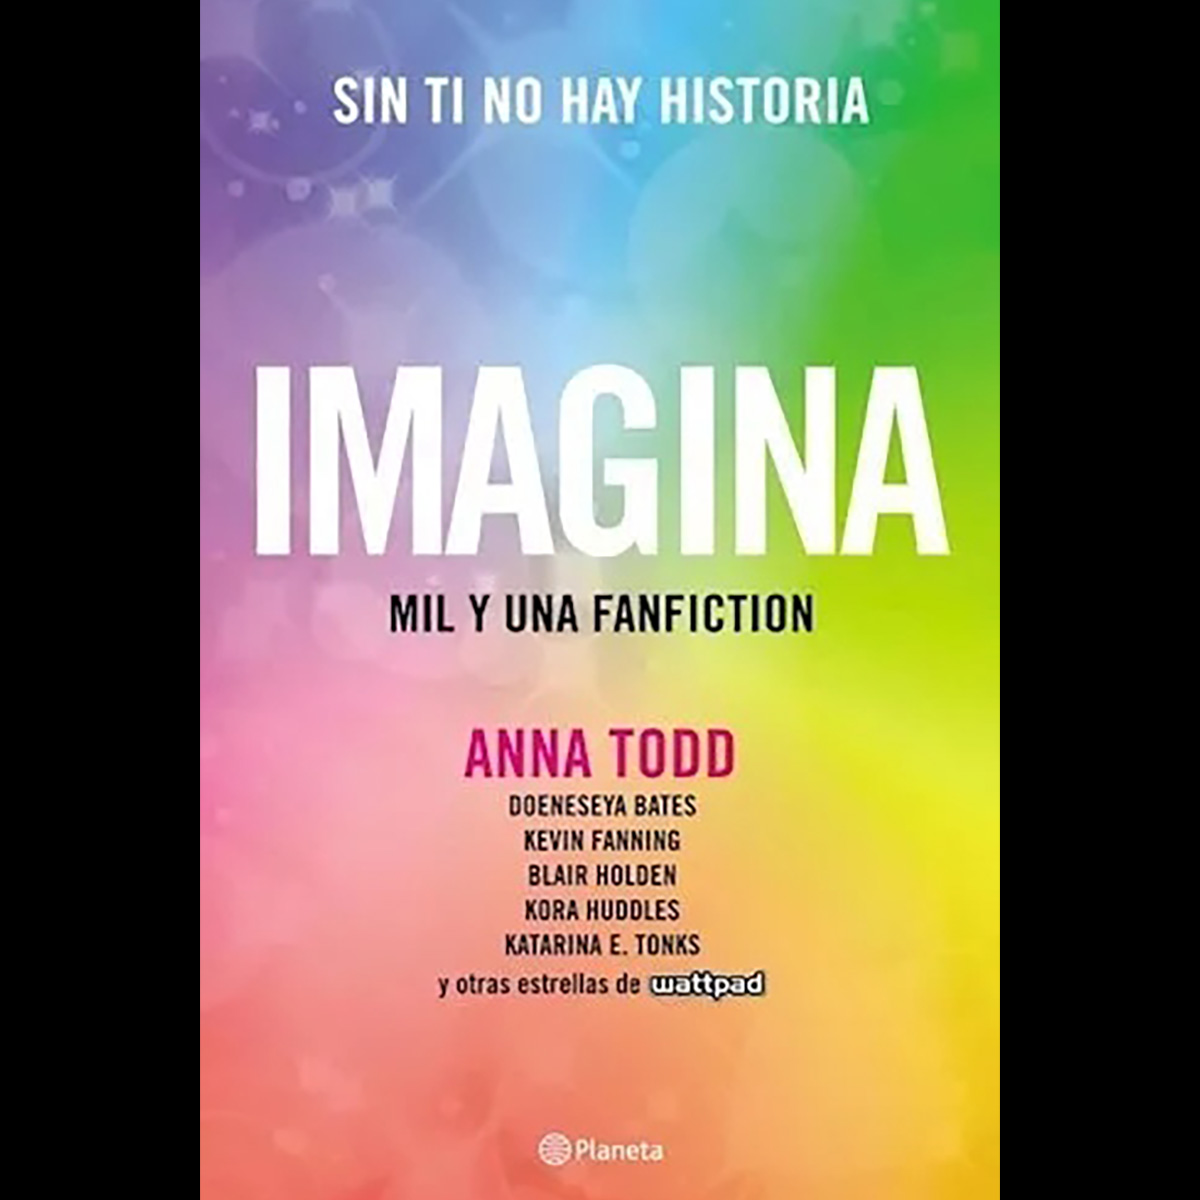 SIN TI NO HAY HISTORIA
IMAGINA
MIL Y UNA FANFICTION
ANNA TODD
DOENESEYA BATES
KEVIN FANNING
BLAIR HOLDEN
KORA HUDDLES
KATARINA E. TONKS
y otras estrellas de wattpad
Planeta